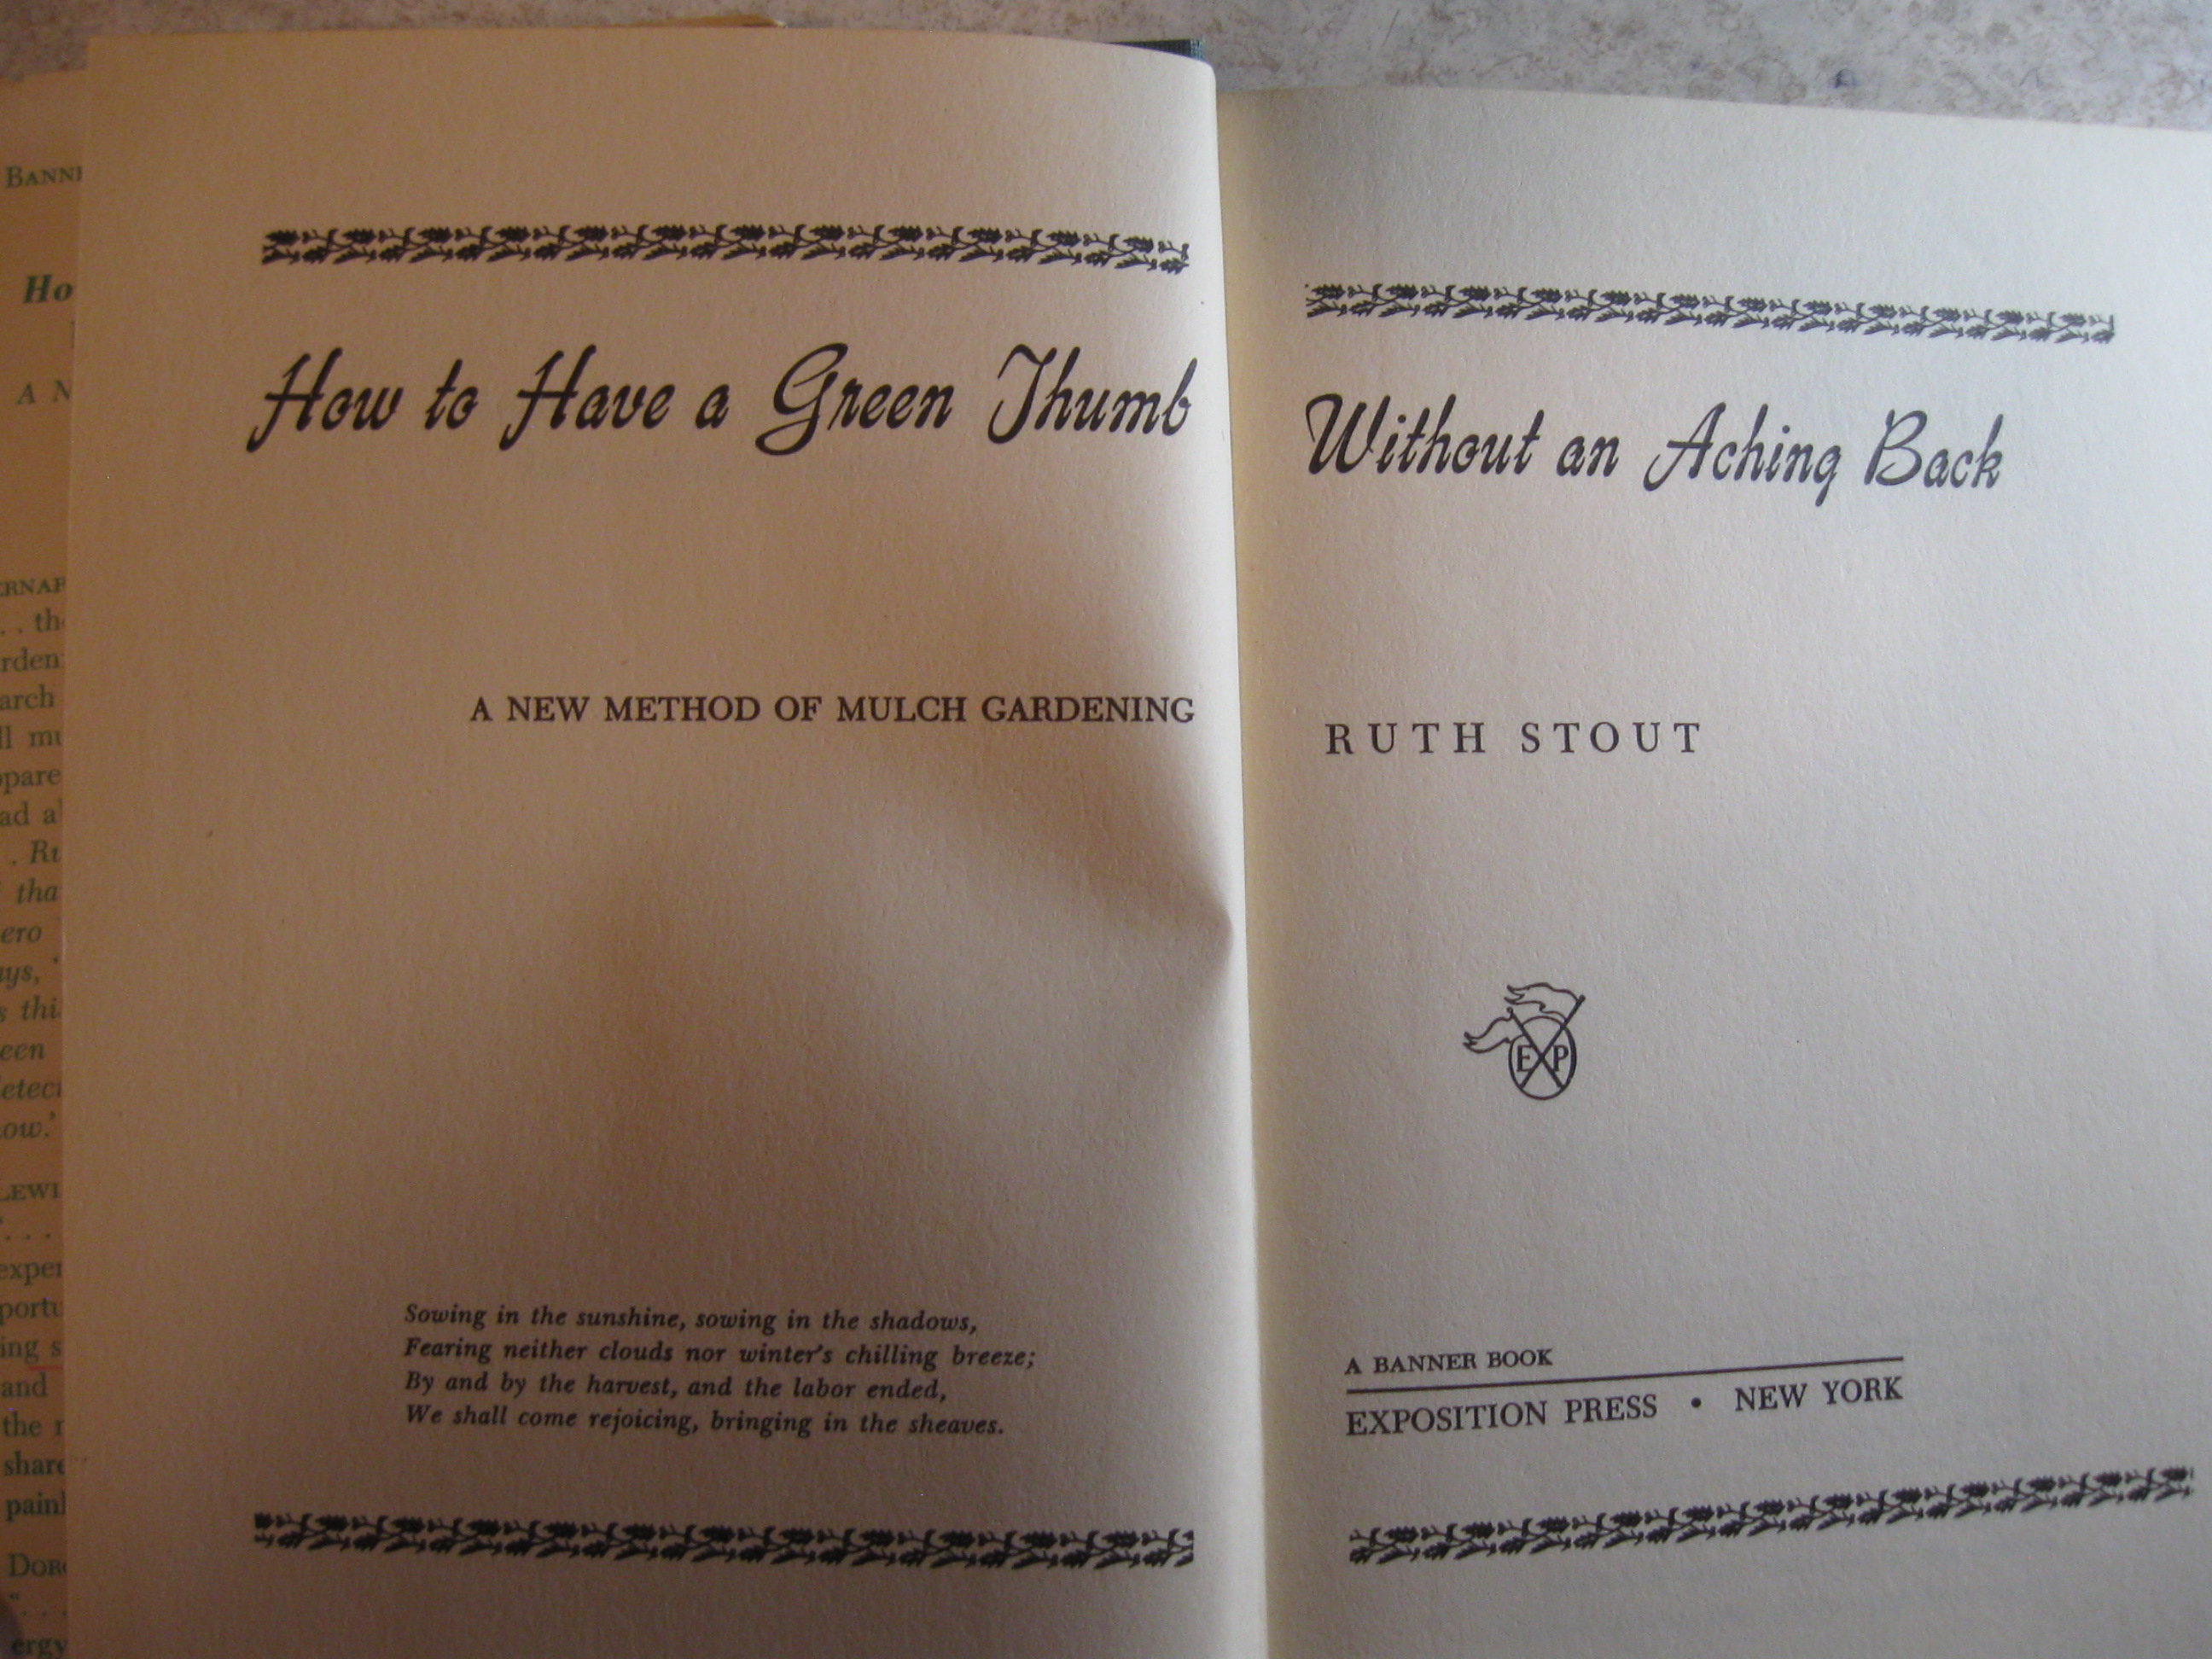 How to Have a Green Thumb
Without an Aching Back
A NEW METHOD OF MULCH GARDENING
RUTH STOUT
E P
Sowing in the sunshine, sowing in the shadows,
Fearing neither clouds nor winter's chilling breeze;
By and by the harvest, and the labor ended,
We shall come rejoicing, bringing in the sheaves.
A BANNER BOOK
EXPOSITION PRESS • NEW YORK